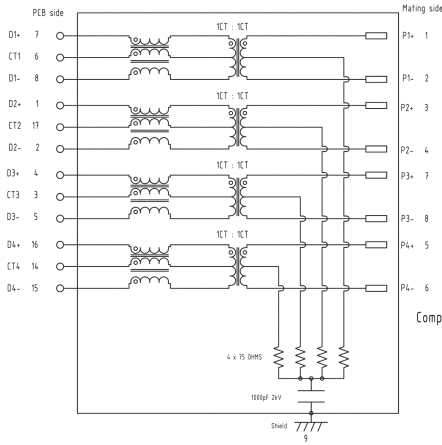 PCB side
Mating side
1CT : 1CT
D1+ 7
P1+ 1
CT1 6
D1- 8
P1- 2
1CT : 1CT
D2+ 1
P2+ 3
CT2 17
D2- 2
P2- 4
1CT : 1CT
D3+ 4
P3+ 7
CT3 3
D3- 5
P3- 8
1CT : 1CT
D4+ 16
P4+ 5
CT4 14
D4- 15
P4- 6
Comp
4 x 75 OHMS
1000pF 2kV
Shield
9